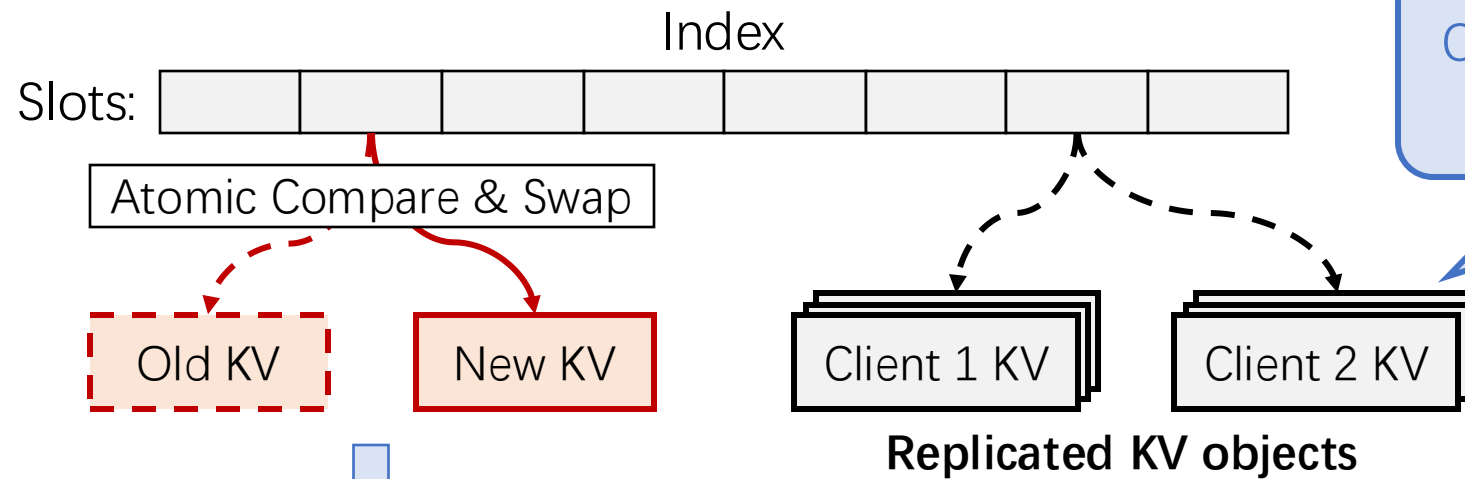 Index
Slots:
Atomic Compare & Swap
Old KV
New KV
Client 1 KV
Client 2 KV
Replicated KV objects